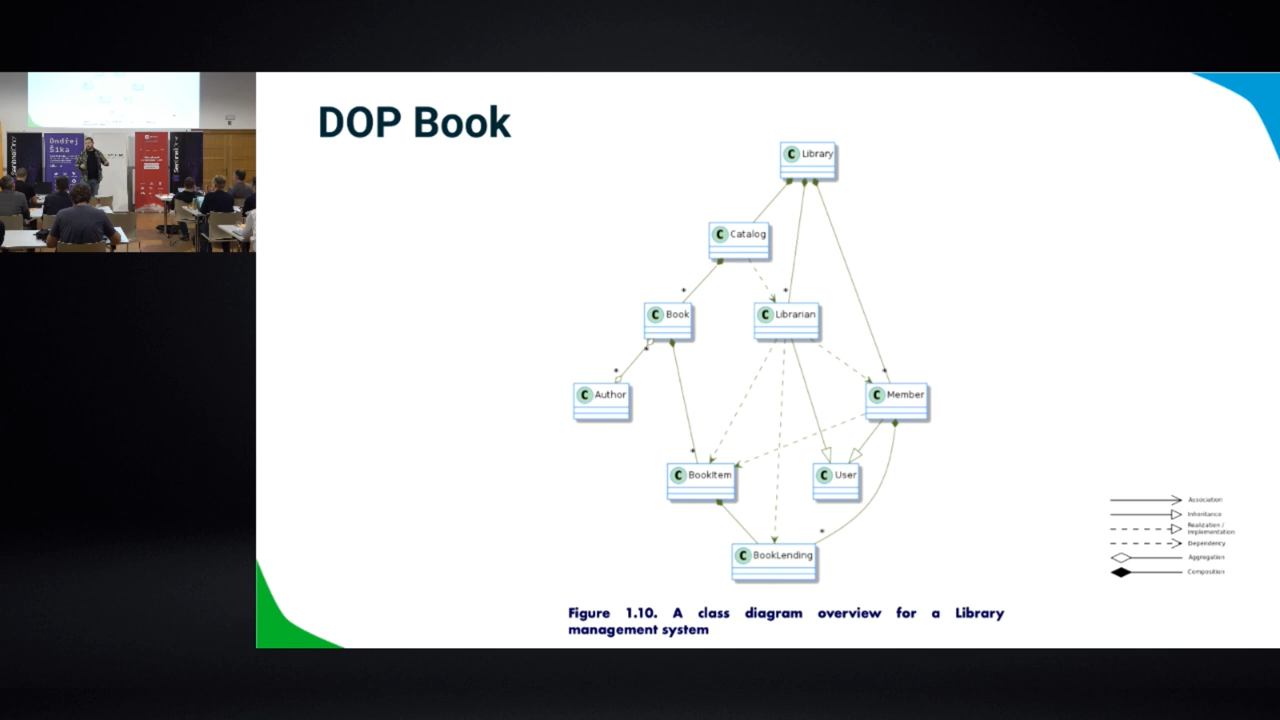 Ondřej
Šika
DOP Book
C Library
C Catalog
*
*
C Book
C Librarian
*
*
*
C Author
C Member
*
C BookItem
C User
*
C BookLending
Association
Inheritance
Realization /
Implementation
Dependency
Aggregation
Composition
Figure 1.10. A class diagram overview for a Library
management system